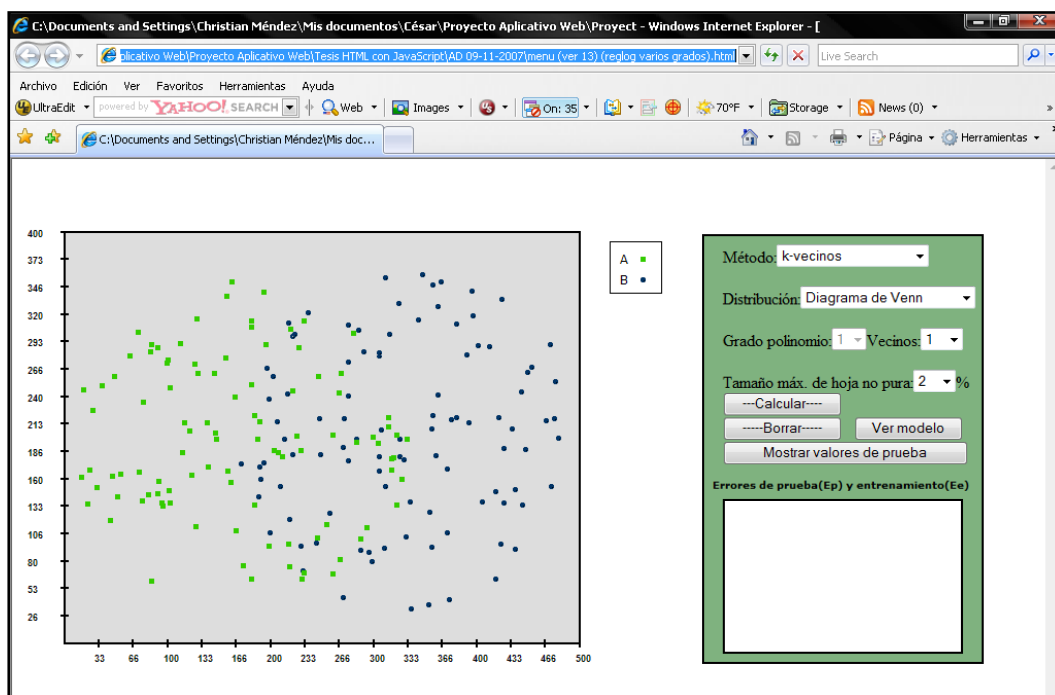 C:\Documents and Settings\Christian Méndez\Mis documentos\César\Proyecto Aplicativo Web\Proyect - Windows Internet Explorer - [
plicativo Web\Proyecto Aplicativo Web\Tesis HTML con JavaScript\AD 09-11-2007\menu (ver 13) (reglog varios grados).html
Live Search
Archivo Edición Ver Favoritos Herramientas Ayuda
UltraEdit powered by YAHOO! SEARCH Web Images On: 35 70°F Storage News (0) »
C:\Documents and Settings\Christian Méndez\Mis doc... Página Herramientas
400
373
346
320
293
266
240
213
186
160
133
106
80
53
26
33 66 100 133 166 200 233 266 300 333 366 400 433 466 500
A
B
Método: k-vecinos
Distribución: Diagrama de Venn
Grado polinomio: 1 Vecinos: 1
Tamaño máx. de hoja no pura: 2 %
---Calcular----
-----Borrar----- Ver modelo
Mostrar valores de prueba
Errores de prueba(Ep) y entrenamiento(Ee)